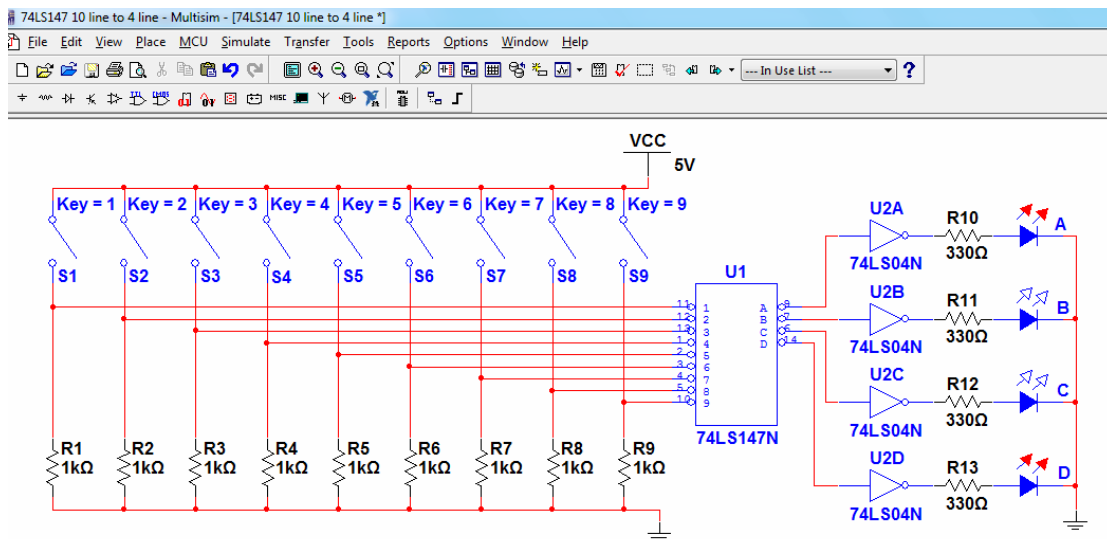 74LS147 10 line to 4 line - Multisim - [74LS147 10 line to 4 line *]
File Edit View Place MCU Simulate Transfer Tools Reports Options Window Help
--- In Use List --- ?
MISC
VCC
5V
Key = 1 Key = 2 Key = 3 Key = 4 Key = 5 Key = 6 Key = 7 Key = 8 Key = 9
S1 S2 S3 S4 S5 S6 S7 S8 S9
U1
11 1 A 9
12 2 B 7
13 3 C 6
1 4 D 14
2 5
3 6
4 7
5 8
10 9
74LS147N
U2A R10 A
330Ω
74LS04N
U2B R11 B
330Ω
74LS04N
U2C R12 C
330Ω
74LS04N
U2D R13 D
330Ω
74LS04N
R1 R2 R3 R4 R5 R6 R7 R8 R9
1kΩ 1kΩ 1kΩ 1kΩ 1kΩ 1kΩ 1kΩ 1kΩ 1kΩ